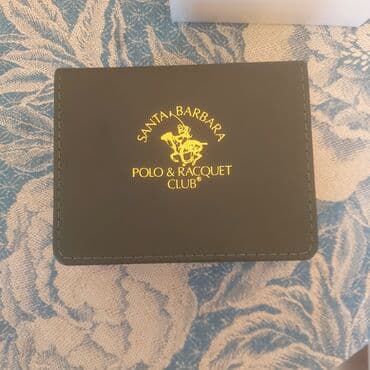 SANTA BARBARA
POLO & RACQUET
CLUB®